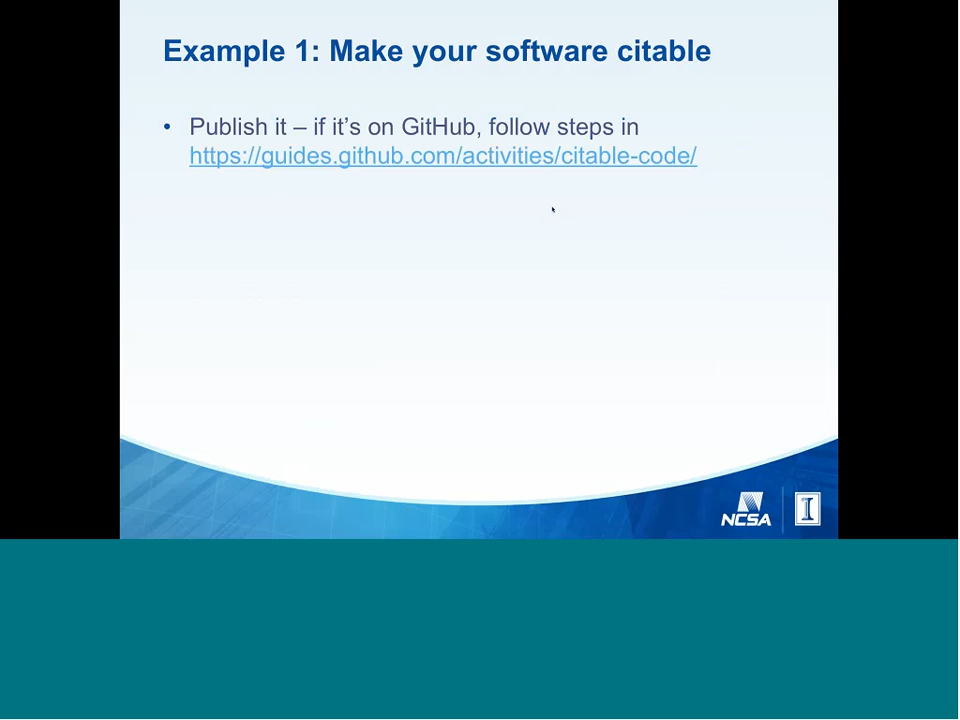 Example 1: Make your software citable
• Publish it – if it’s on GitHub, follow steps in
https://guides.github.com/activities/citable-code/
NCSA
I